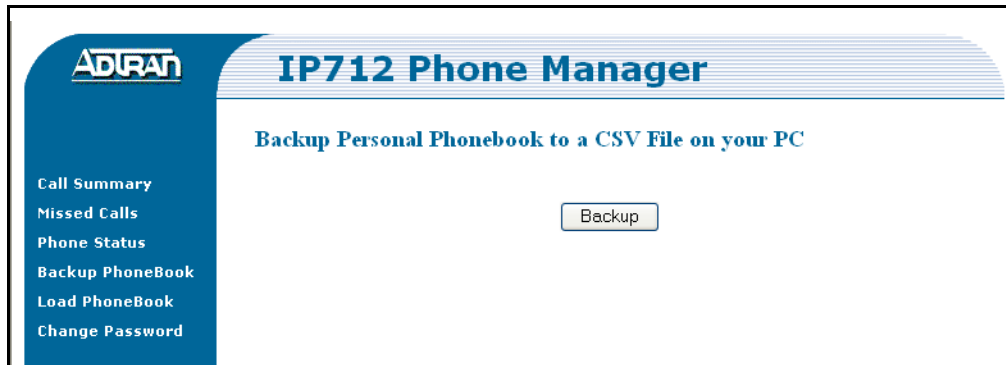 ADTRAN
IP712 Phone Manager
Backup Personal Phonebook to a CSV File on your PC
Call Summary
Missed Calls
Phone Status
Backup PhoneBook
Load PhoneBook
Change Password
Backup